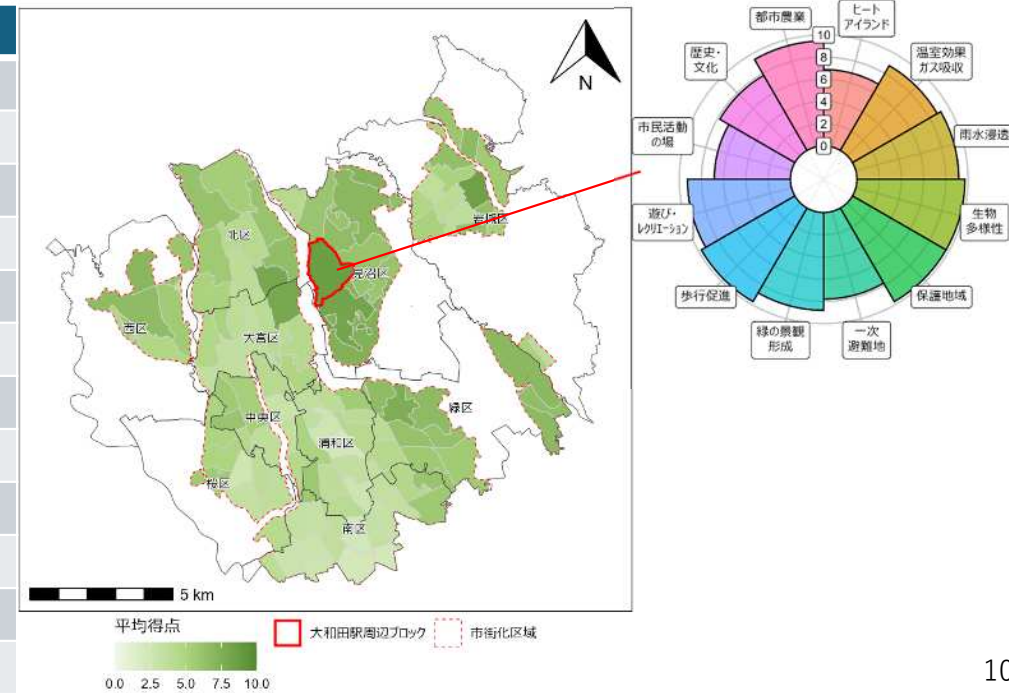 N
北区
岩槻区
見沼区
西区
大宮区
中央区
緑区
浦和区
桜区
南区
5 km
平均得点
0.0 2.5 5.0 7.5 10.0
大和田駅周辺ブロック
市街化区域
都市農業
ヒート
アイランド
歴史・
文化
温室効果
ガス吸収
市民活動
の場
雨水浸透
遊び・
レクリエーション
生物
多様性
歩行促進
保護地域
緑の景観
形成
一次
避難地
10
8
6
4
2
0
10